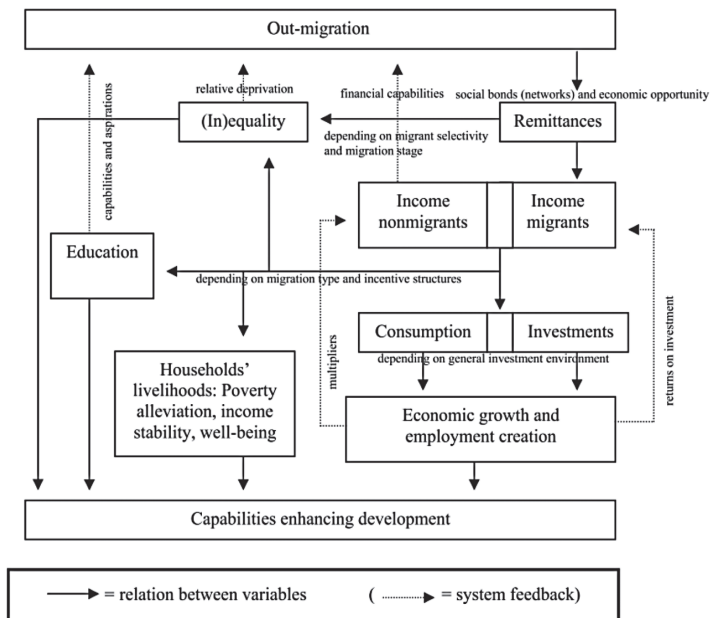 Out-migration
relative deprivation
financial capabilities
social bonds (networks) and economic opportunity
capabilities and aspirations
(In)equality
Remittances
depending on migrant selectivity
and migration stage
Income
nonmigrants
Income
migrants
Education
depending on migration type and incentive structures
Consumption
Investments
depending on general investment environment
multipliers
returns on investment
Households’
livelihoods: Poverty
alleviation, income
stability, well-being
Economic growth and
employment creation
Capabilities enhancing development
= relation between variables
( = system feedback)